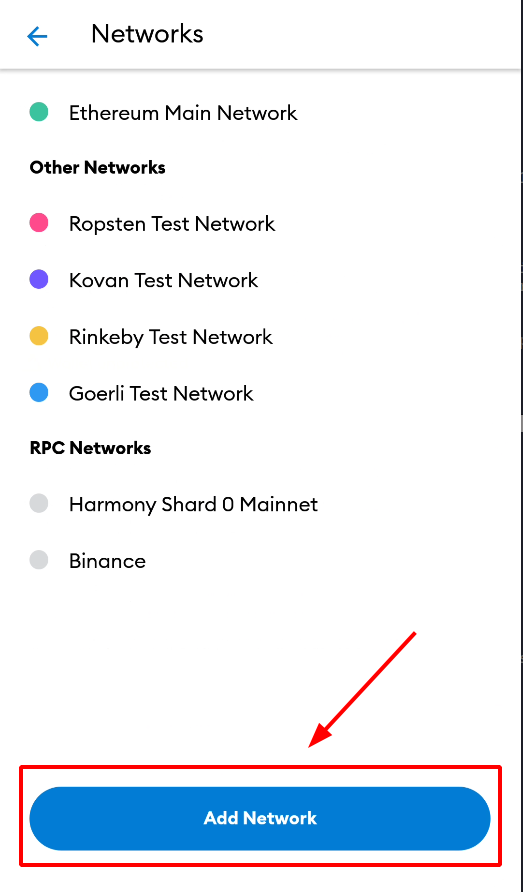 Networks
Ethereum Main Network
Other Networks
Ropsten Test Network
Kovan Test Network
Rinkeby Test Network
Goerli Test Network
RPC Networks
Harmony Shard 0 Mainnet
Binance
Add Network